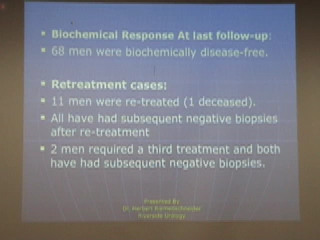 Biochemical Response At last follow-up:
68 men were biochemically disease-free.
Retreatment cases:
11 men were re-treated (1 deceased).
All have had subsequent negative biopsies
after re-treatment
2 men required a third treatment and both
have had subsequent negative biopsies.
Presented By
Riverside Urology